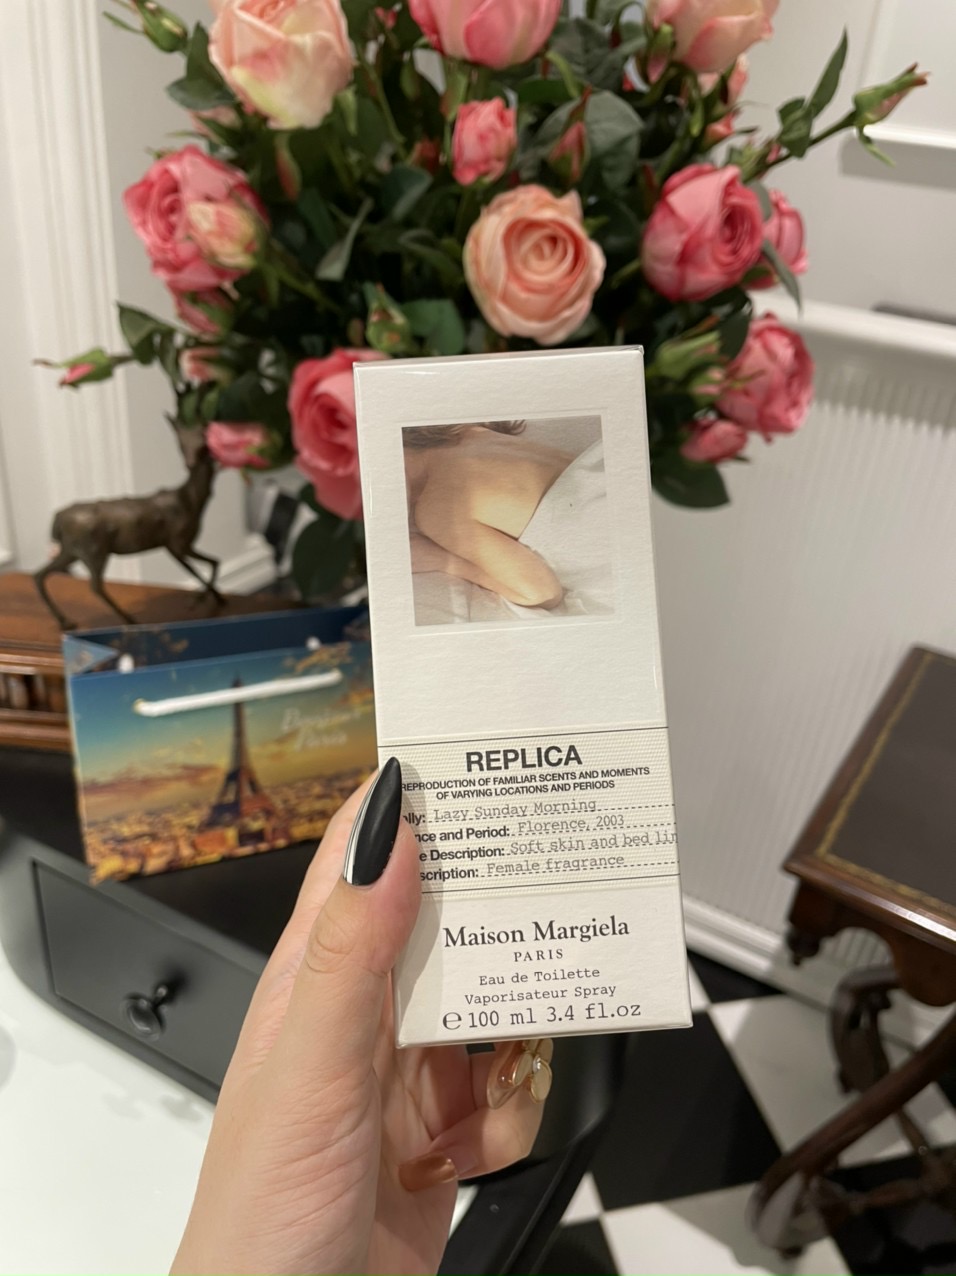 REPLICA
REPRODUCTION OF FAMILIAR SCENTS AND MOMENTS
OF VARYING LOCATIONS AND PERIODS
lly: Lazy Sunday Morning
nce and Period: Florence, 2003
e Description: Soft skin and bed lin
scription: Female fragrance
Maison Margiela
PARIS
Eau de Toilette
Vaporisateur Spray
℮ 100 ml 3.4 fl.oz